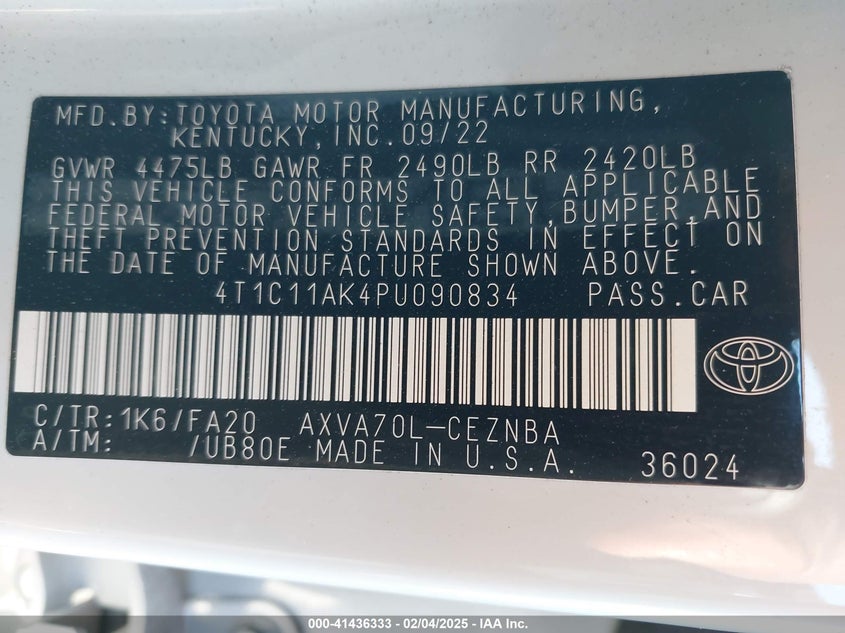 MFD.BY:TOYOTA MOTOR MANUFACTURING,
KENTUCKY,INC.09/22
GVWR 4475LB GAWR FR 2490LB RR 2420LB
THIS VEHICLE CONFORMS TO ALL APPLICABLE
FEDERAL MOTOR VEHICLE SAFETY,BUMPER,AND
THEFT PREVENTION STANDARDS IN EFFECT ON
THE DATE OF MANUFACTURE SHOWN ABOVE.
4T1C11AK4PU090834 PASS.CAR
C/TR:1K6/FA20 AXVA70L-CEZNBA
A/TM: /UB80E MADE IN U.S.A. 36024
000-41436333 — 02/04/2025 — IAA Inc.